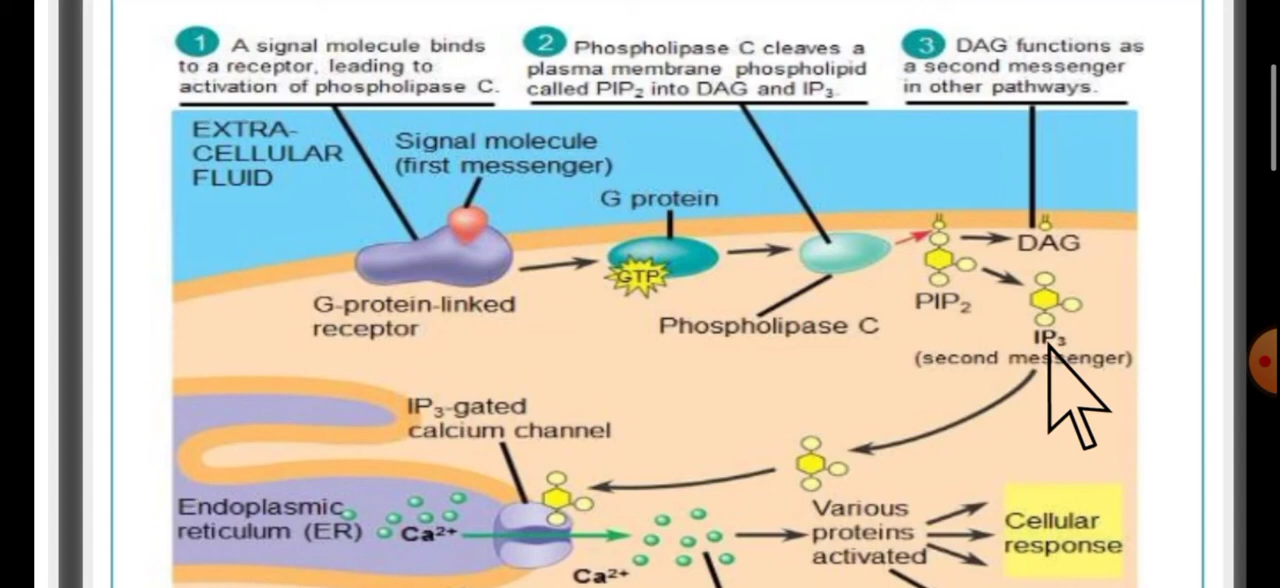 1 A signal molecule binds
to a receptor, leading to
activation of phospholipase C.
2 Phospholipase C cleaves a
plasma membrane phospholipid
called PIP₂ into DAG and IP₃
3 DAG functions as
a second messenger
in other pathways.
EXTRA-
CELLULAR
FLUID
Signal molecule
(first messenger)
G protein
GTP
DAG
G-protein-linked
receptor
Phospholipase C
PIP₂
IP₃
(second messenger)
IP₃-gated
calcium channel
Endoplasmic
reticulum (ER)
Ca²⁺
Ca²⁺
Various
proteins
activated
Cellular
response